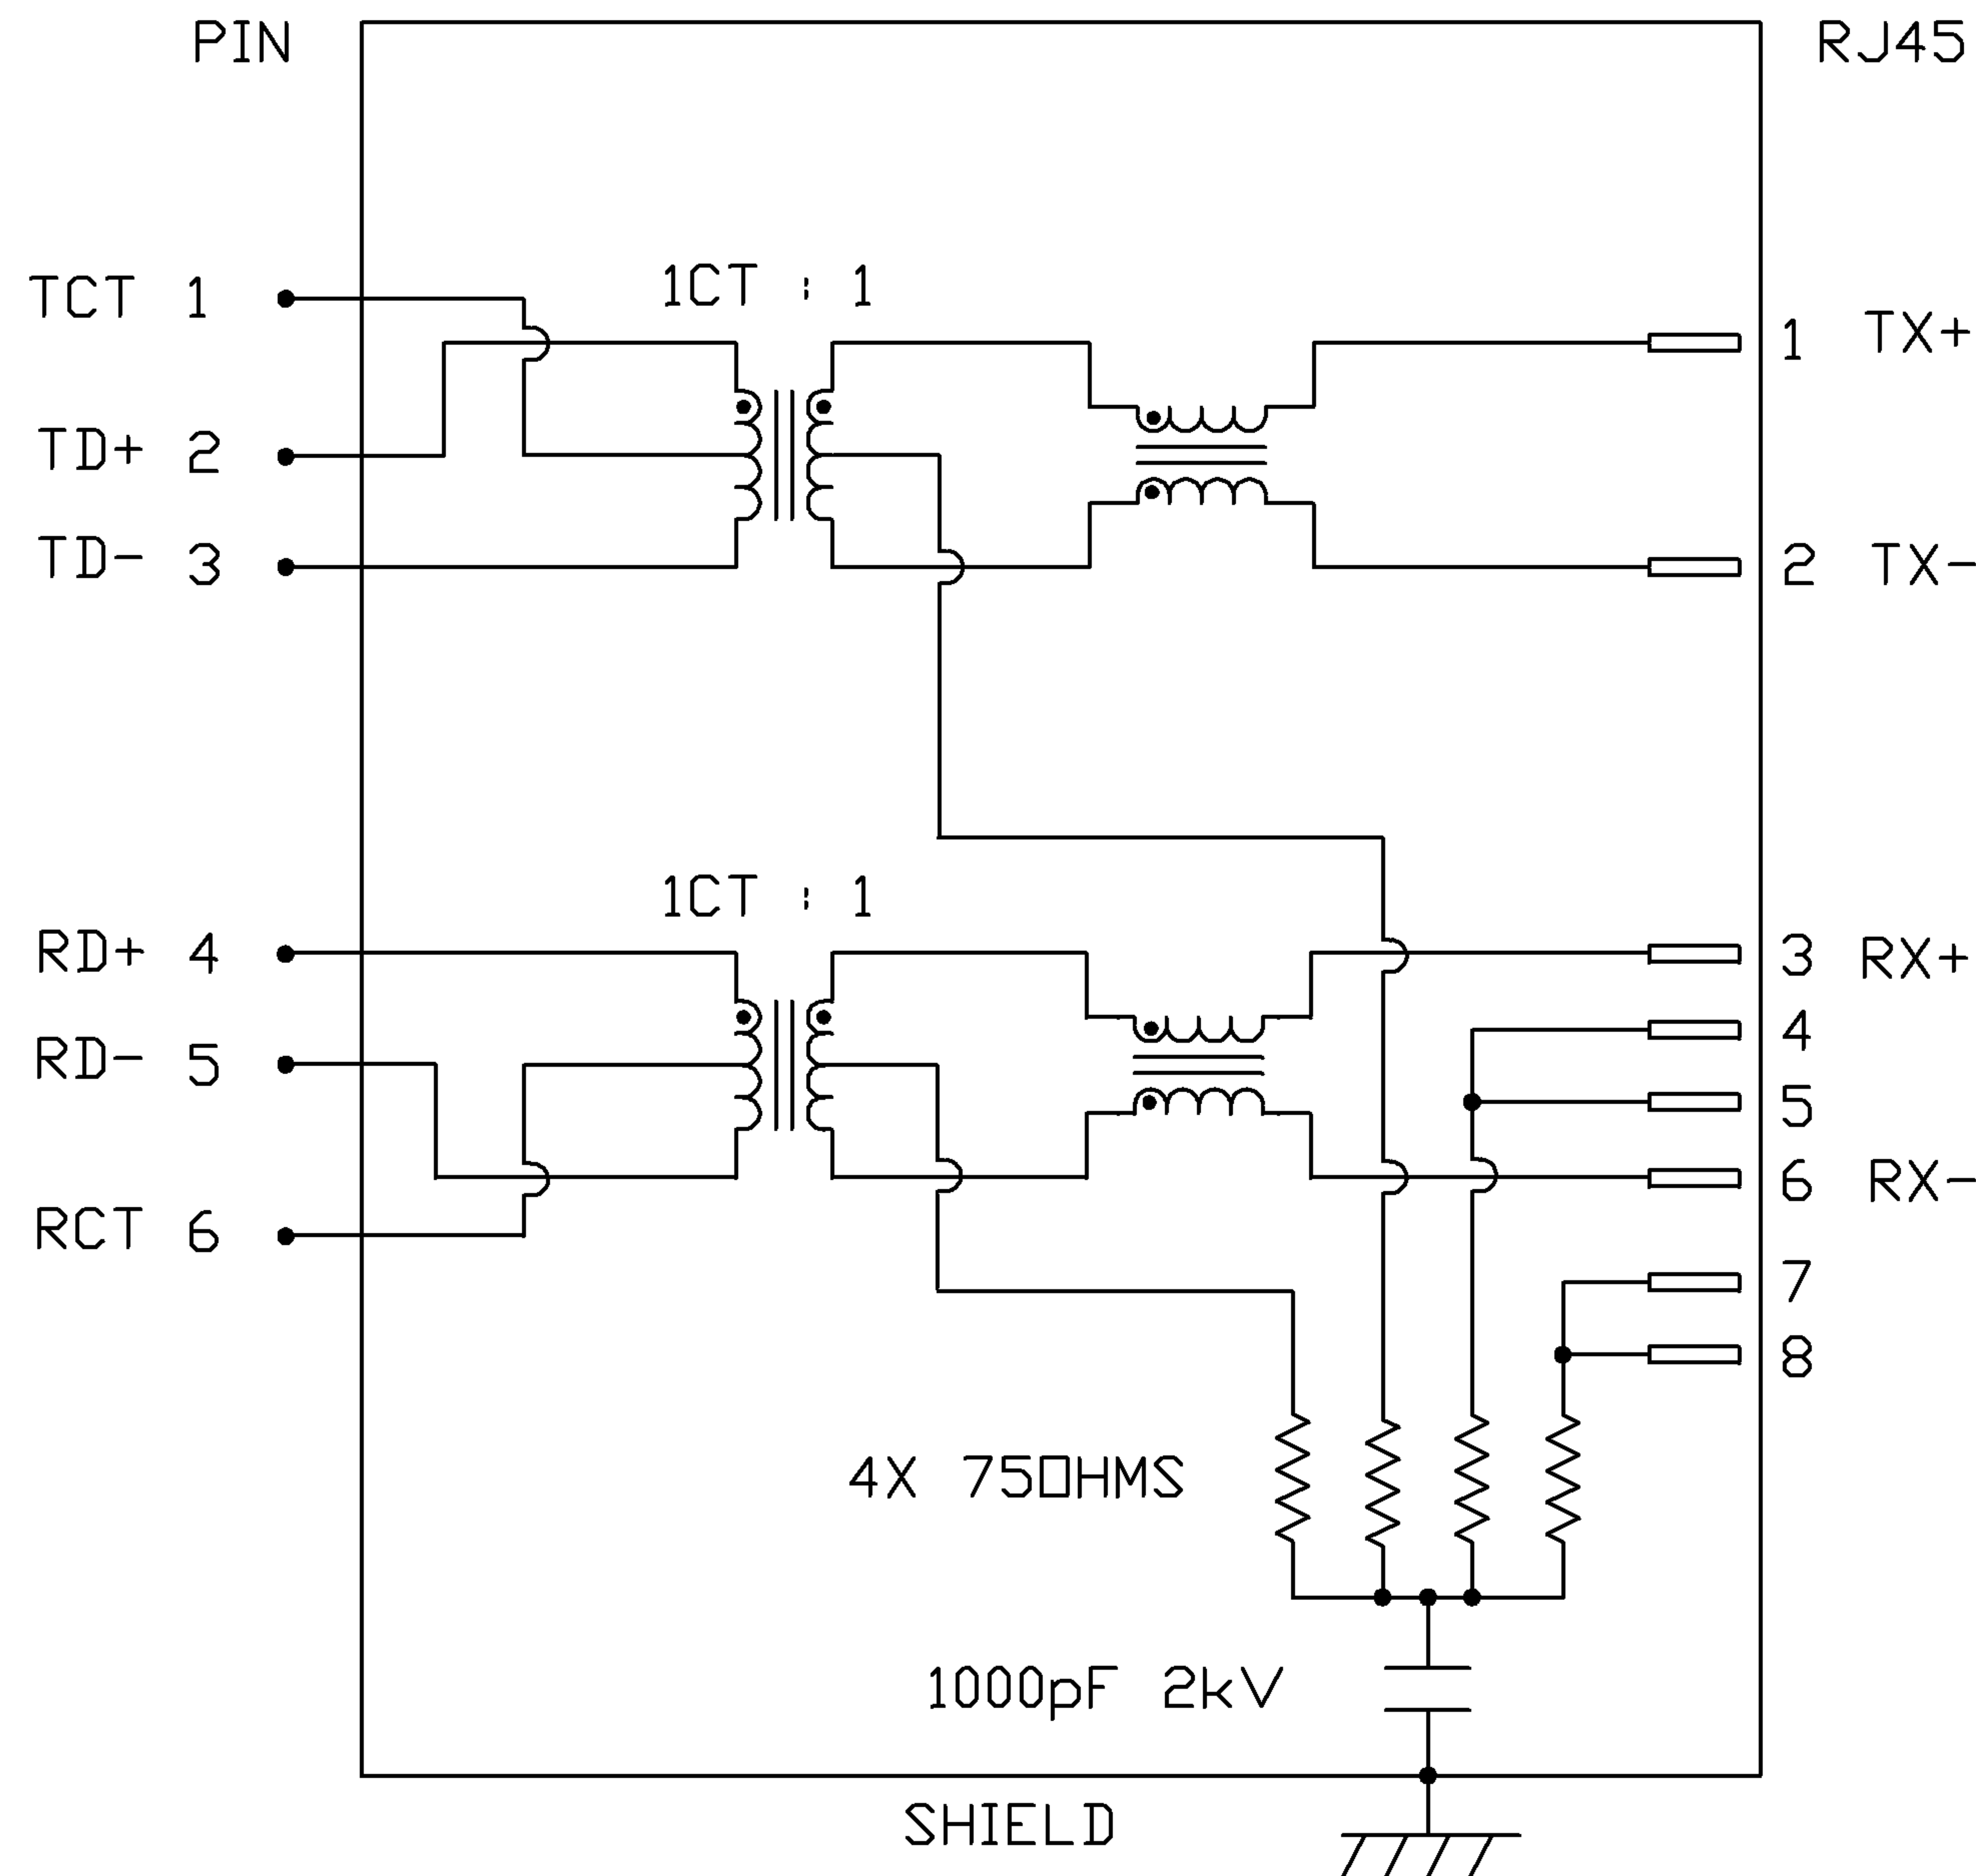 PIN RJ45
TCT 1
1CT : 1
1 TX+
TD+ 2
TD- 3
2 TX-
1CT : 1
RD+ 4
3 RX+
4
RD- 5
5
6 RX-
RCT 6
7
8
4X 75OHMS
1000pF 2kV
SHIELD